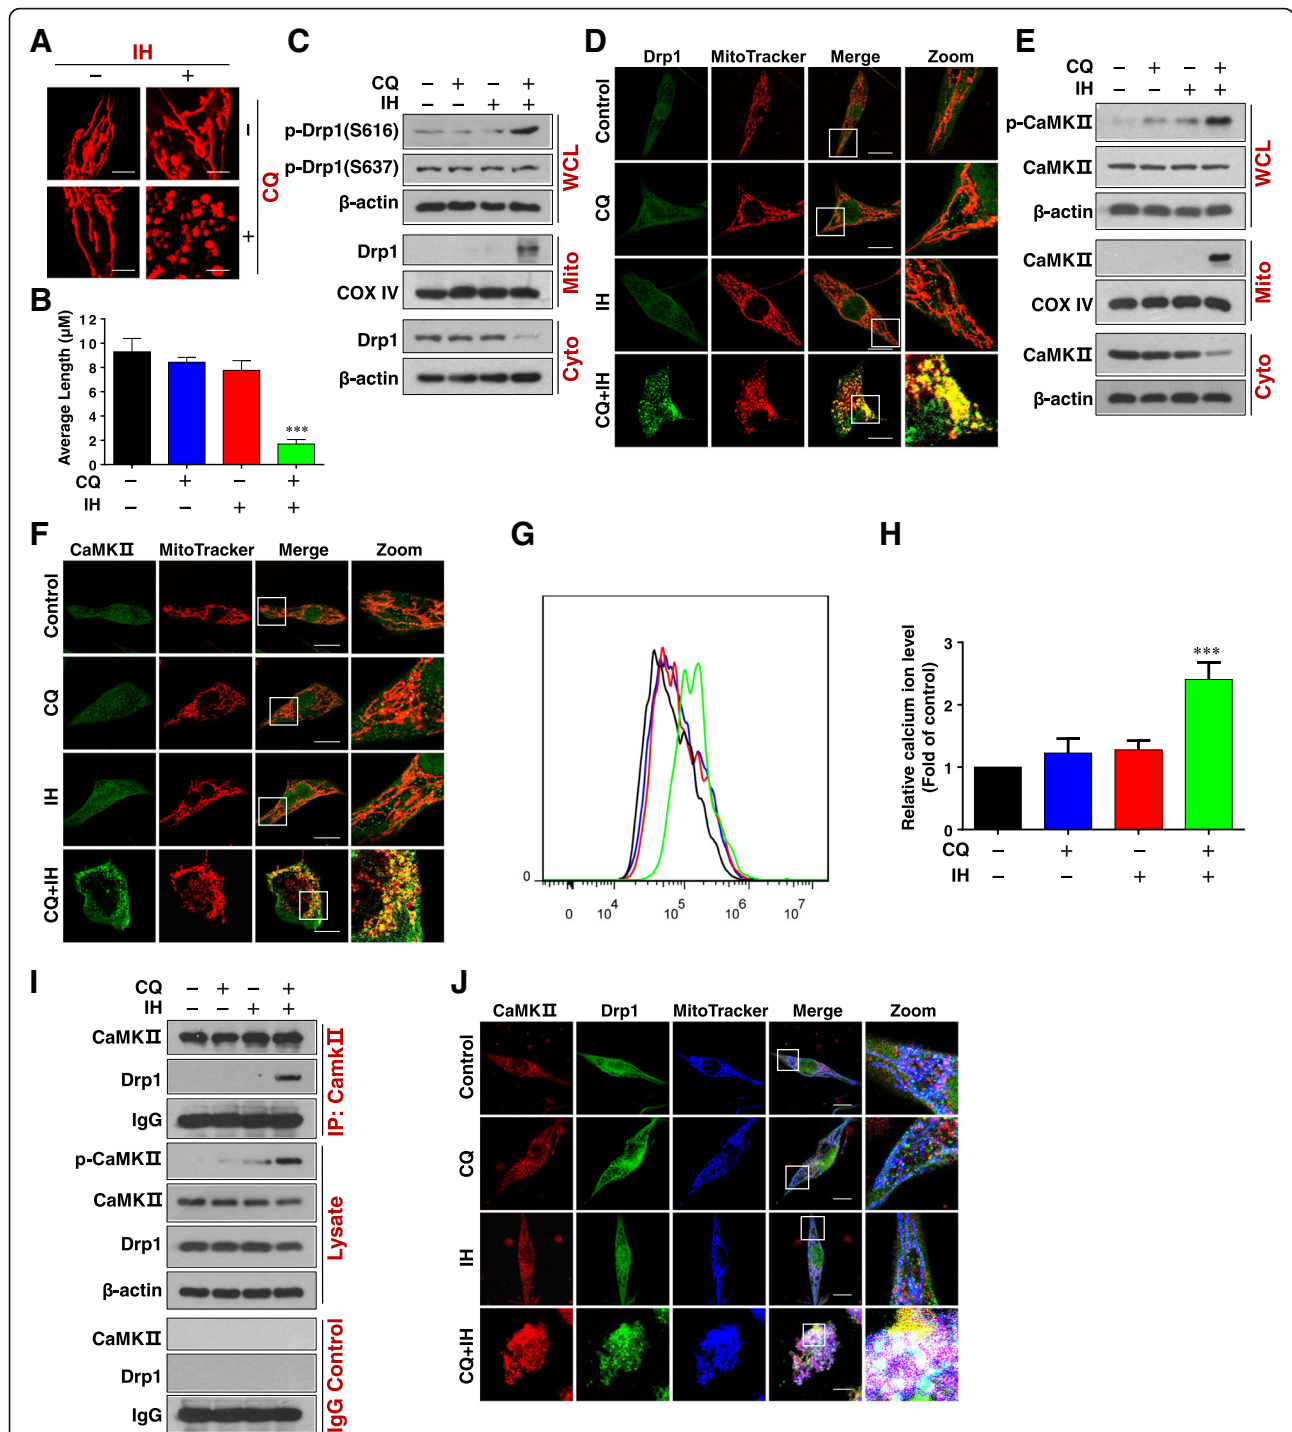 A
IH
− +
−
+
CQ
B
Average Length (μM)
12
10
8
6
4
2
0
***
CQ − + − +
IH − − + +
C
CQ − + − +
IH − − + +
p-Drp1(S616)
p-Drp1(S637)
β-actin
WCL
Drp1
COX IV
Mito
Drp1
β-actin
Cyto
D
Drp1 MitoTracker Merge Zoom
Control
CQ
IH
CQ+IH
E
CQ − + − +
IH − − + +
p-CaMKII
CaMKII
β-actin
WCL
CaMKII
COX IV
Mito
CaMKII
β-actin
Cyto
F
CaMKII MitoTracker Merge Zoom
Control
CQ
IH
CQ+IH
G
0
0 10^4 10^5 10^6 10^7
H
Relative calcium ion level
(Fold of control)
3
2
1
0
***
CQ − + − +
IH − − + +
I
CQ − + − +
IH − − + +
CaMKII
Drp1
IgG
IP: CamkII
p-CaMKII
CaMKII
Drp1
β-actin
Lysate
CaMKII
Drp1
IgG
IgG Control
J
CaMKII Drp1 MitoTracker Merge Zoom
Control
CQ
IH
CQ+IH